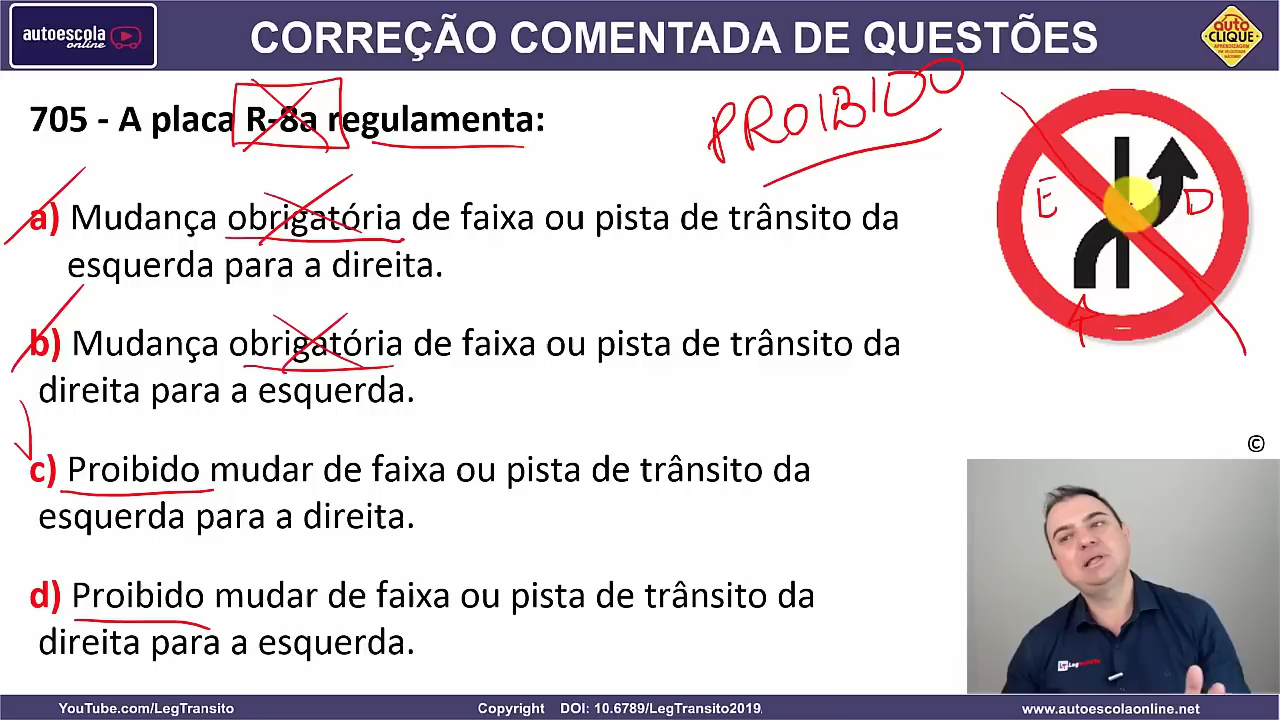 autoescola
online
CORREÇÃO COMENTADA DE QUESTÕES
auto
CLIQUE
705 - A placa R-8a regulamenta:
PROIBIDO
a) Mudança obrigatória de faixa ou pista de trânsito da
esquerda para a direita.
E
D
b) Mudança obrigatória de faixa ou pista de trânsito da
direita para a esquerda.
c) Proibido mudar de faixa ou pista de trânsito da
esquerda para a direita.
©
d) Proibido mudar de faixa ou pista de trânsito da
direita para a esquerda.
YouTube.com/LegTransito
Copyright DOI: 10.6789/LegTransito2019.
www.autoescolaonline.net